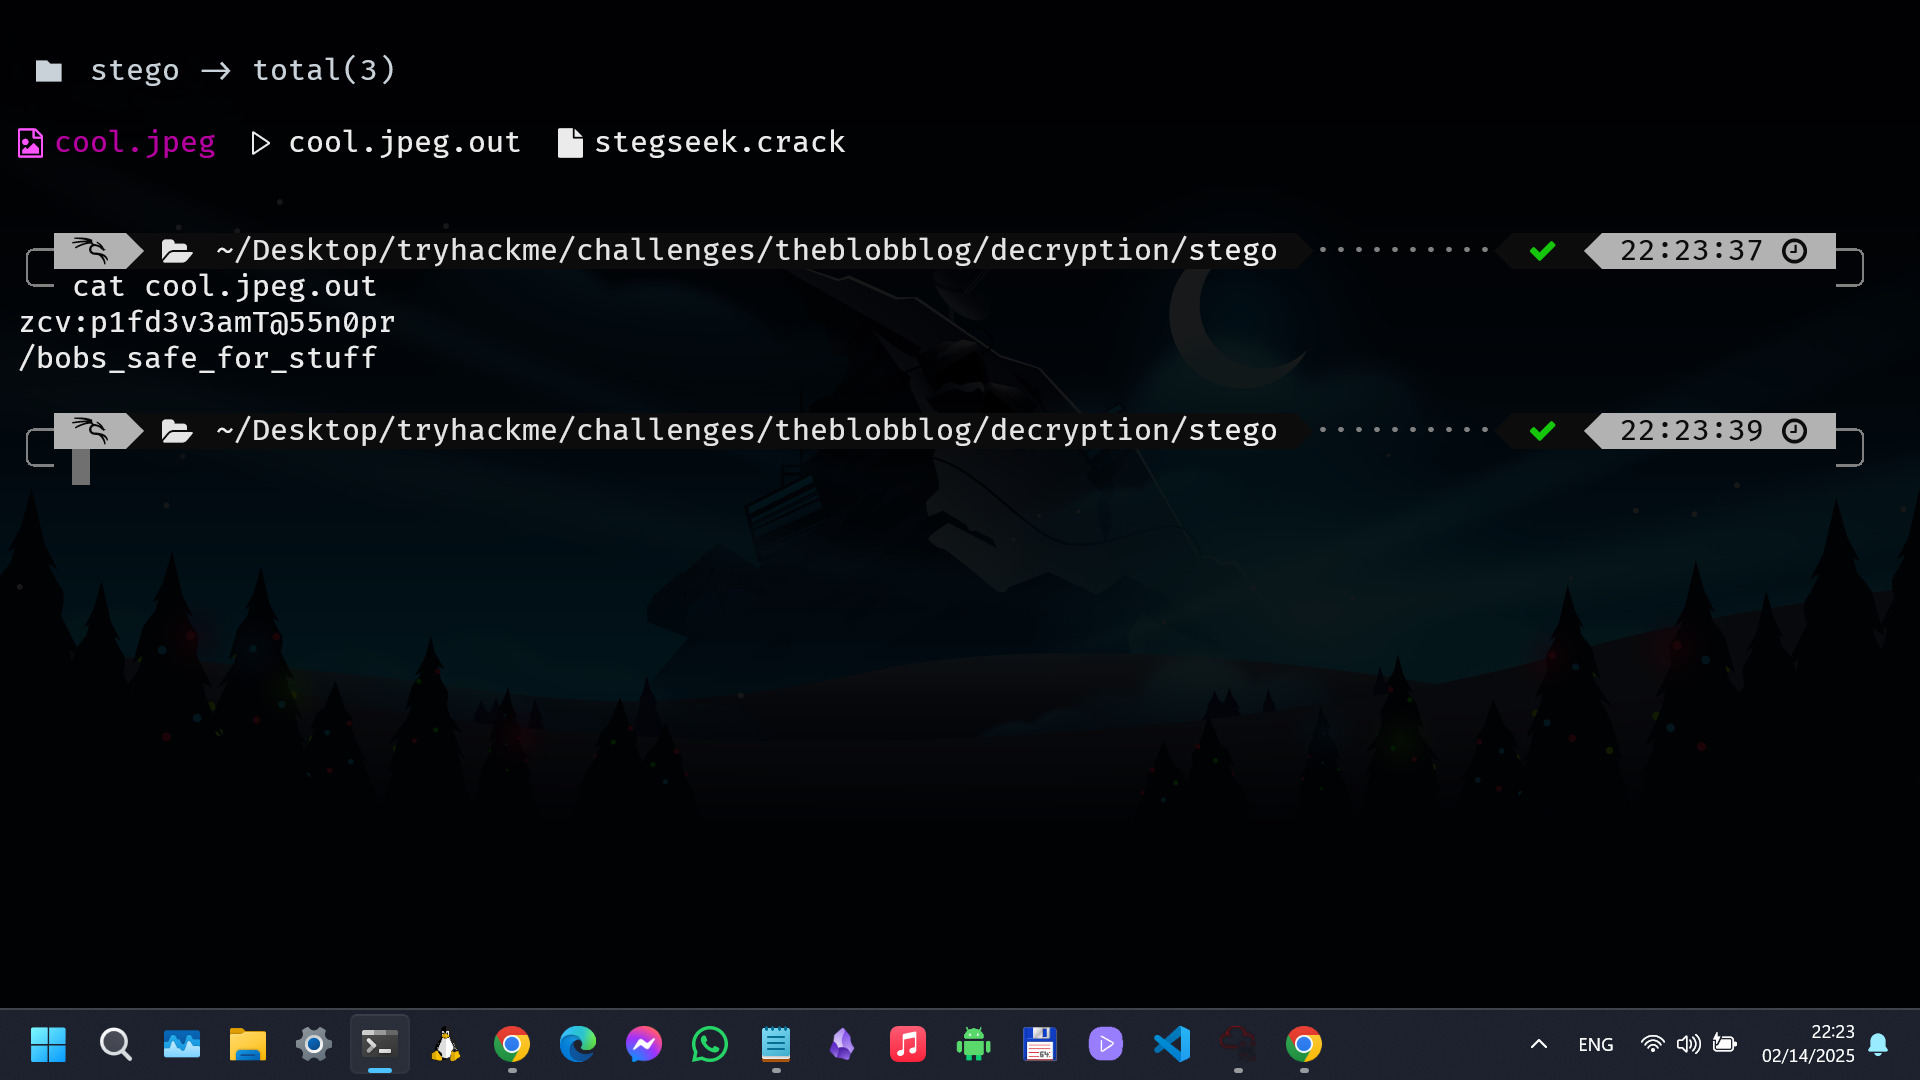 stego → total(3)
cool.jpeg cool.jpeg.out stegseek.crack
~/Desktop/tryhackme/challenges/theblobblog/decryption/stego ·········· ✔ 22:23:37
cat cool.jpeg.out
zcv:p1fd3v3amT@55n0pr
/bobs_safe_for_stuff
~/Desktop/tryhackme/challenges/theblobblog/decryption/stego ·········· ✔ 22:23:39
ENG
22:23
02/14/2025